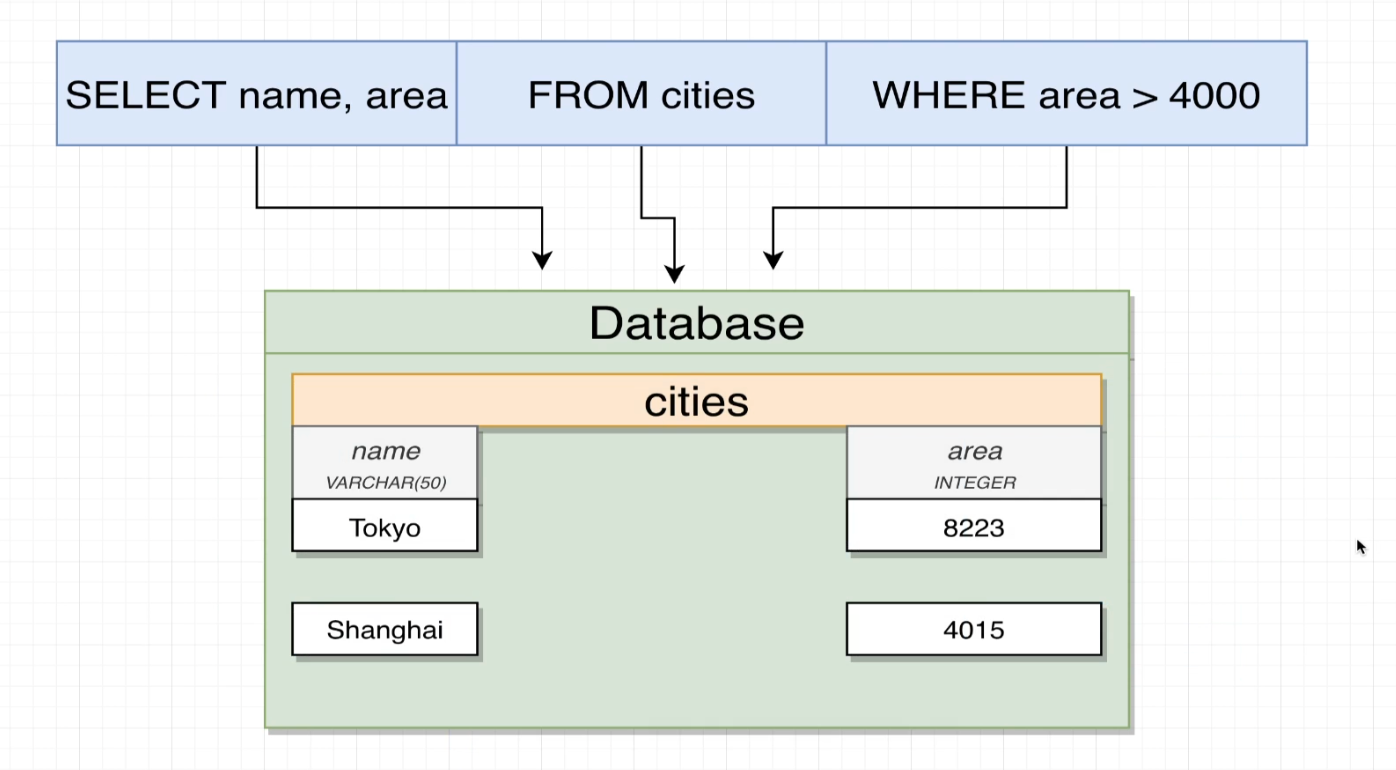 SELECT name, area
FROM cities
WHERE area > 4000
Database
cities
name
VARCHAR(50)
area
INTEGER
Tokyo
8223
Shanghai
4015